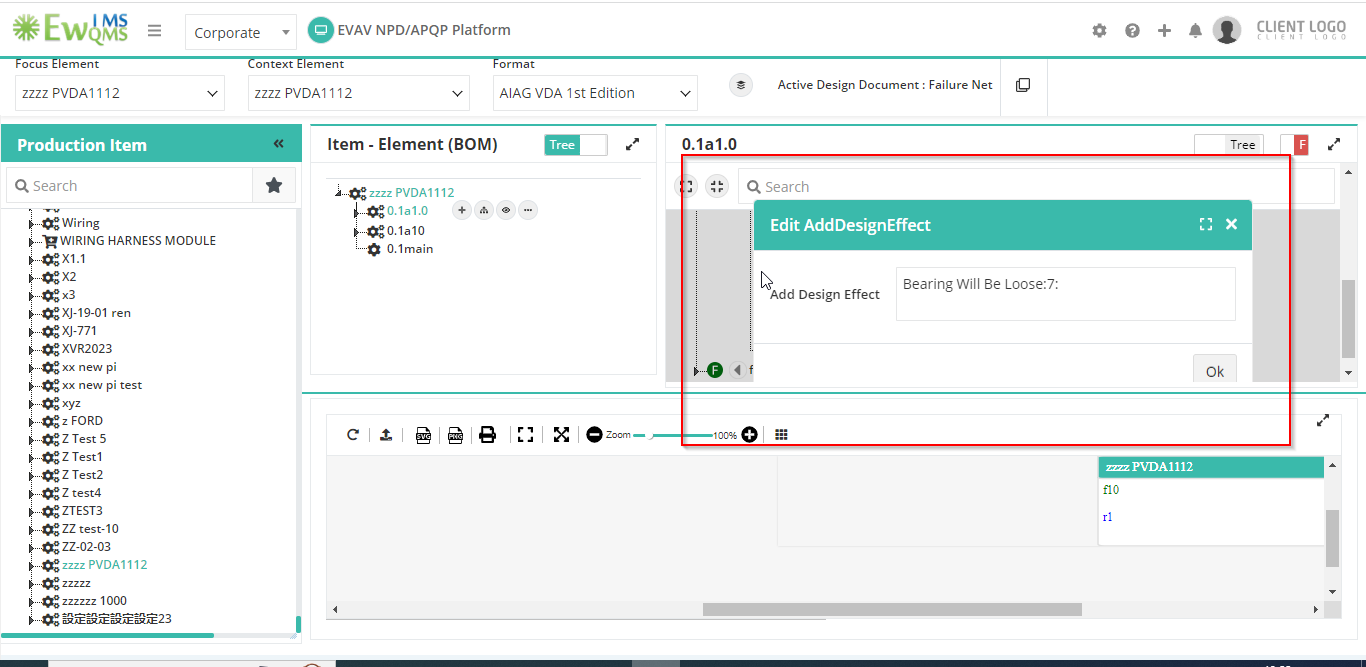 EwIMS QMS
Corporate
EVAV NPD/APQP Platform
CLIENT LOGO
CLIENT LOGO
Focus Element
Context Element
Format
zzzz PVDA1112
zzzz PVDA1112
AIAG VDA 1st Edition
Active Design Document : Failure Net
Production Item
«
Search
Wiring
WIRING HARNESS MODULE
X1.1
X2
x3
XJ-19-01 ren
XJ-771
XVR2023
xx new pi
xx new pi test
xyz
z FORD
Z Test 5
Z Test1
Z Test2
Z test4
ZTEST3
ZZ test-10
ZZ-02-03
zzzz PVDA1112
zzzzz
zzzzzz 1000
設定設定設定設定23
Item - Element (BOM)
Tree
zzzz PVDA1112
0.1a1.0
0.1a10
0.1main
0.1a1.0
Tree
F
Search
Edit AddDesignEffect
Add Design Effect
Bearing Will Be Loose:7:
F
f
Ok
SVG
PNG
Zoom
100%
zzzz PVDA1112
f10
r1